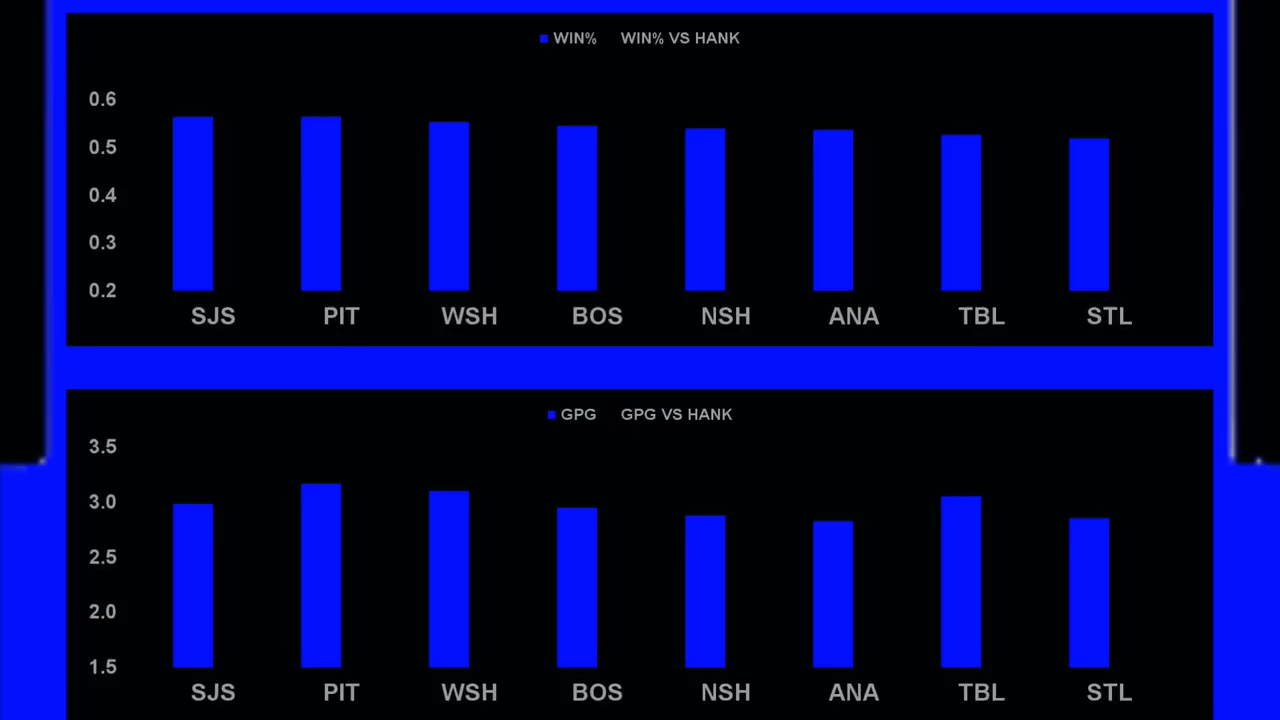 WIN% WIN% VS HANK
0.6
0.5
0.4
0.3
0.2
SJS PIT WSH BOS NSH ANA TBL STL
GPG GPG VS HANK
3.5
3.0
2.5
2.0
1.5
SJS PIT WSH BOS NSH ANA TBL STL